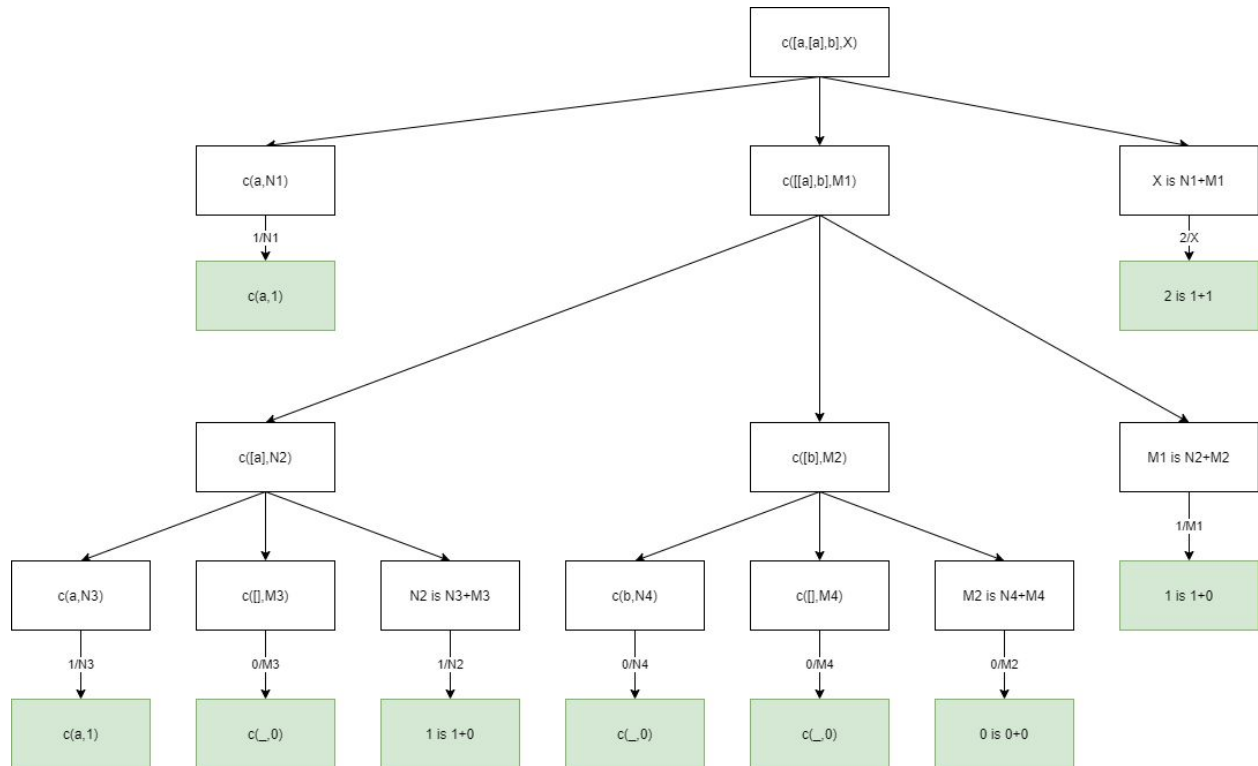 c([a,[a],b],X)
c(a,N1)
c([[a],b],M1)
X is N1+M1
1/N1
2/X
c(a,1)
2 is 1+1
c([a],N2)
c([b],M2)
M1 is N2+M2
1/M1
c(a,N3)
c([],M3)
N2 is N3+M3
c(b,N4)
c([],M4)
M2 is N4+M4
1 is 1+0
1/N3
0/M3
1/N2
0/N4
0/M4
0/M2
c(a,1)
c(_,0)
1 is 1+0
c(_,0)
c(_,0)
0 is 0+0